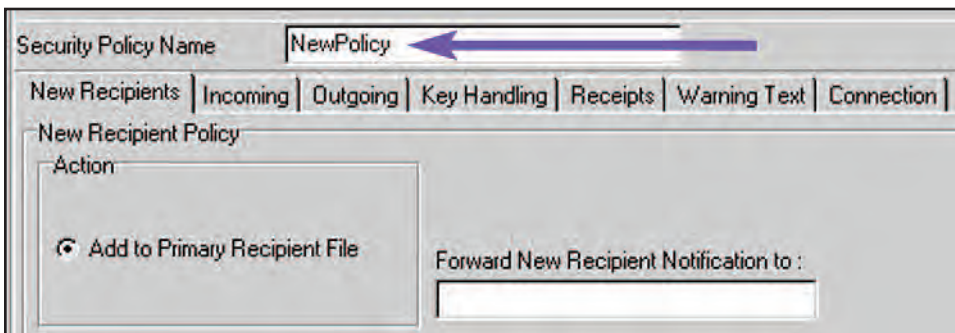 Security Policy Name NewPolicy
New Recipients Incoming Outgoing Key Handling Receipts Warning Text Connection
New Recipient Policy
Action
Add to Primary Recipient File
Forward New Recipient Notification to :